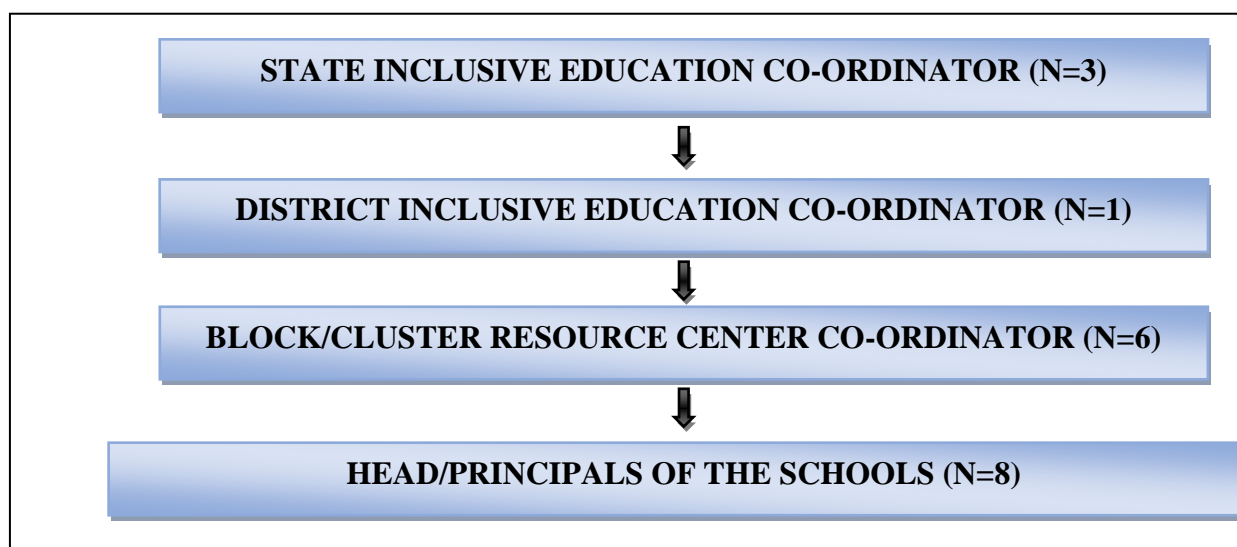 STATE INCLUSIVE EDUCATION CO-ORDINATOR (N=3)
DISTRICT INCLUSIVE EDUCATION CO-ORDINATOR (N=1)
BLOCK/CLUSTER RESOURCE CENTER CO-ORDINATOR (N=6)
HEAD/PRINCIPALS OF THE SCHOOLS (N=8)